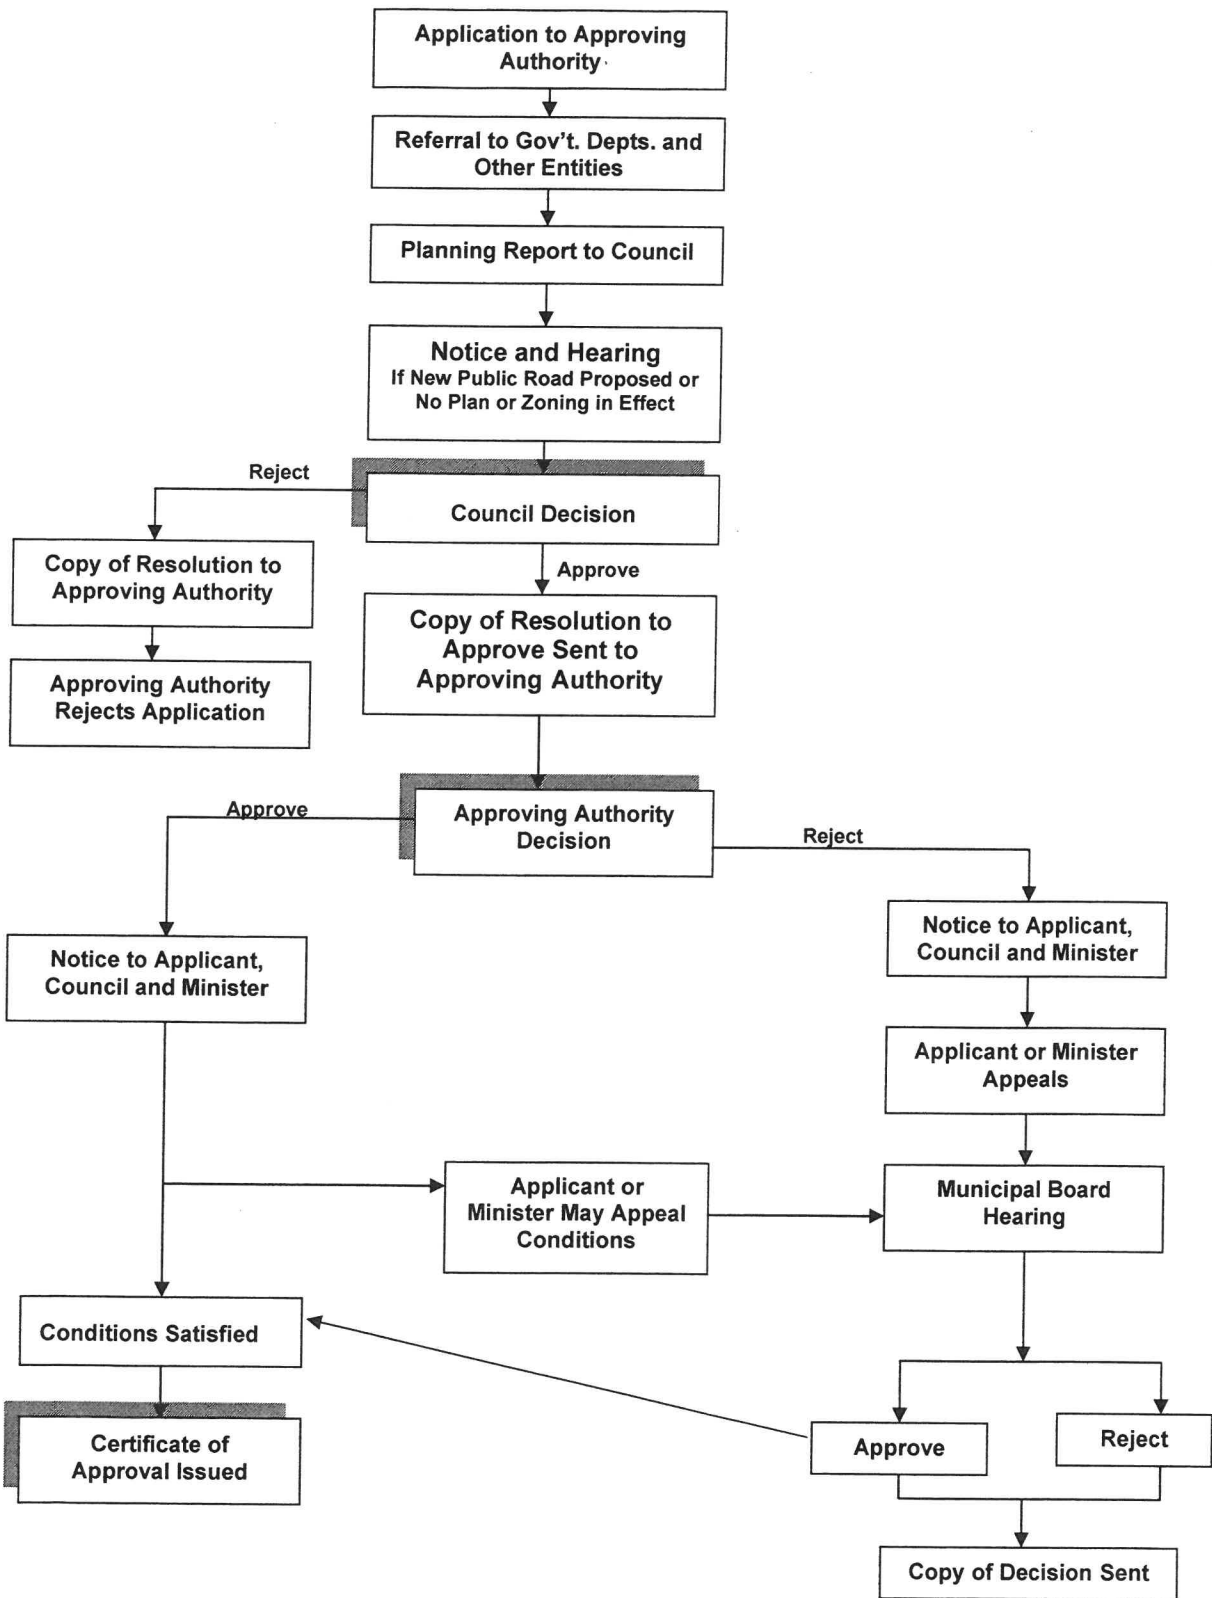 Application to Approving
Authority
Referral to Gov't. Depts. and
Other Entities
Planning Report to Council
Notice and Hearing
If New Public Road Proposed or
No Plan or Zoning in Effect
Reject
Council Decision
Copy of Resolution to
Approving Authority
Approve
Copy of Resolution to
Approve Sent to
Approving Authority
Approving Authority
Rejects Application
Approve
Approving Authority
Decision
Reject
Notice to Applicant,
Council and Minister
Notice to Applicant,
Council and Minister
Applicant or Minister
Appeals
Applicant or
Minister May Appeal
Conditions
Municipal Board
Hearing
Conditions Satisfied
Certificate of
Approval Issued
Approve
Reject
Copy of Decision Sent